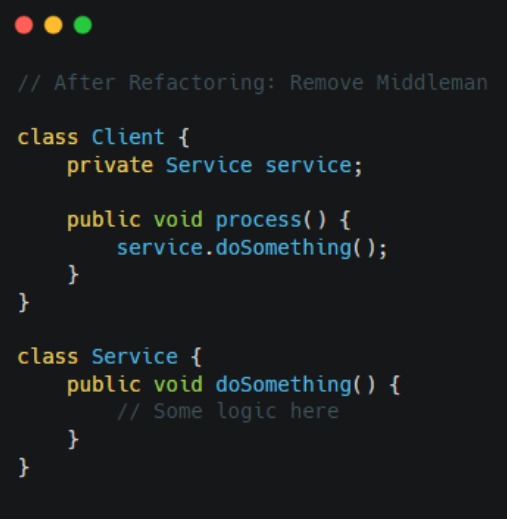 // After Refactoring: Remove Middleman
class Client {
    private Service service;
    public void process() {
        service.doSomething();
    }
}
class Service {
    public void doSomething() {
        // Some logic here
    }
}